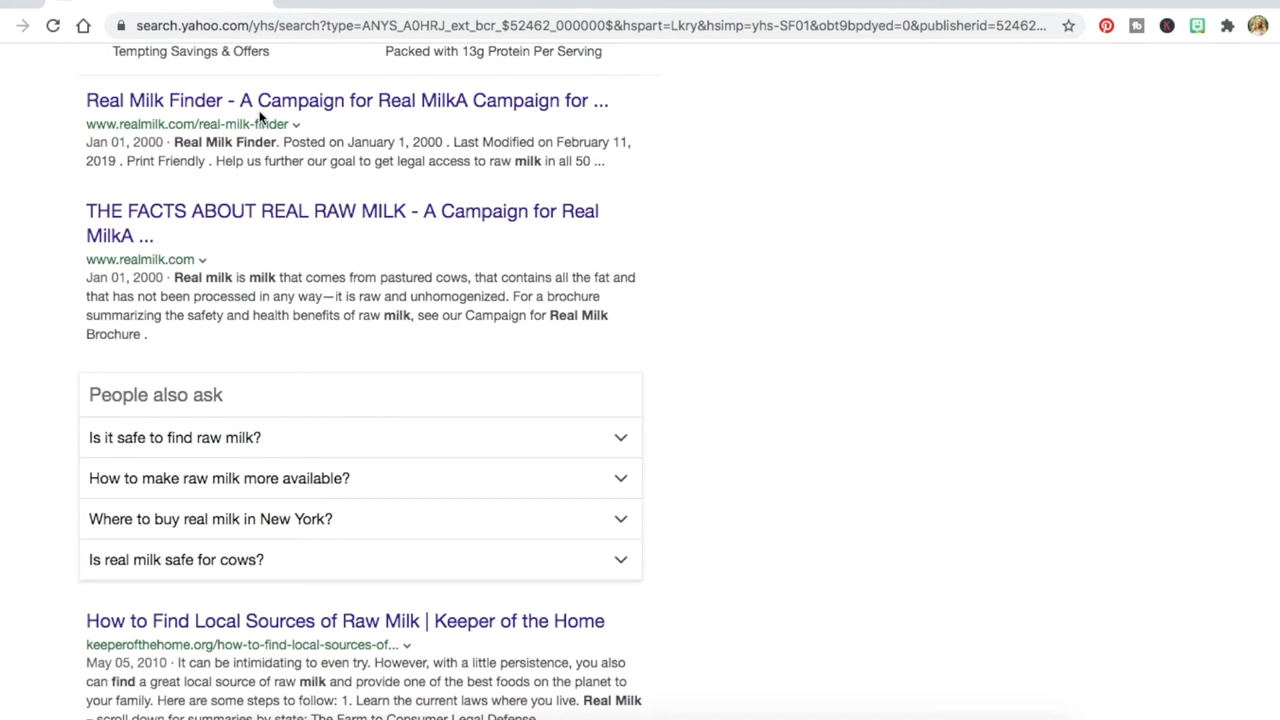 search.yahoo.com/yhs/search?type=ANYS_A0HRJ_ext_bcr_$52462_000000$&hspart=Lkry&hsimp=yhs-SF01&obt9bpdyed=0&publisherid=52462...
Tempting Savings & Offers
Packed with 13g Protein Per Serving
Real Milk Finder - A Campaign for Real MilkA Campaign for ...
www.realmilk.com/real-milk-finder
Jan 01, 2000 · Real Milk Finder. Posted on January 1, 2000 . Last Modified on February 11,
2019 . Print Friendly . Help us further our goal to get legal access to raw milk in all 50 ...
THE FACTS ABOUT REAL RAW MILK - A Campaign for Real
MilkA ...
www.realmilk.com
Jan 01, 2000 · Real milk is milk that comes from pastured cows, that contains all the fat and
that has not been processed in any way—it is raw and unhomogenized. For a brochure
summarizing the safety and health benefits of raw milk, see our Campaign for Real Milk
Brochure .
People also ask
Is it safe to find raw milk?
How to make raw milk more available?
Where to buy real milk in New York?
Is real milk safe for cows?
How to Find Local Sources of Raw Milk | Keeper of the Home
keeperofthehome.org/how-to-find-local-sources-of...
May 05, 2010 · It can be intimidating to even try. However, with a little persistence, you also
can find a great local source of raw milk and provide one of the best foods on the planet to
your family. Here are some steps to follow: 1. Learn the current laws where you live. Real Milk
– scroll down for summaries by state; The Farm to Consumer Legal Defense